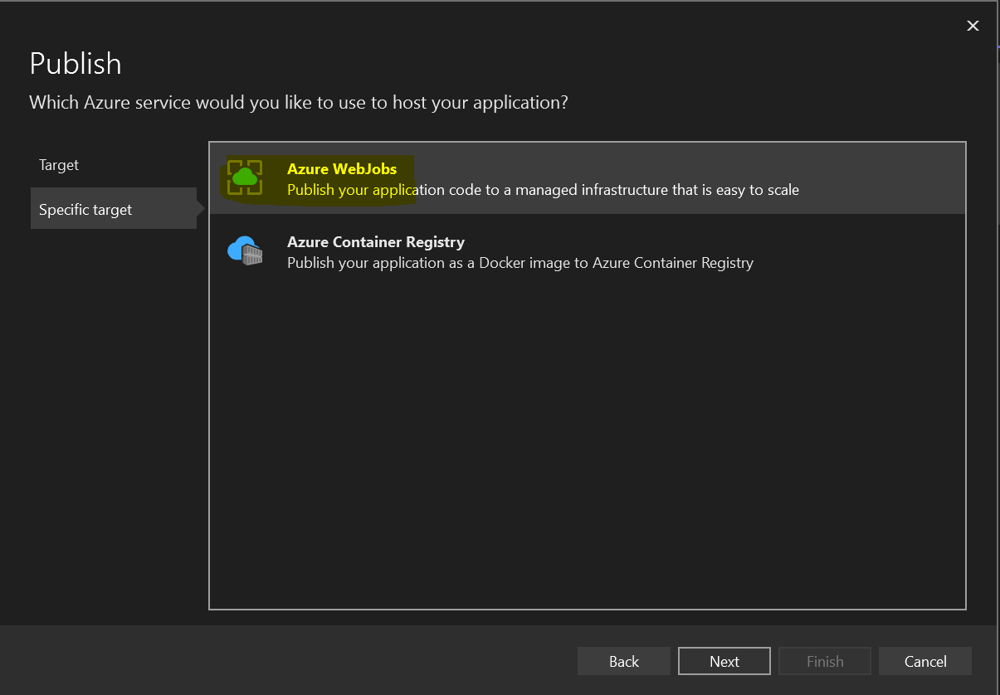 Publish
Which Azure service would you like to use to host your application?
Target
Specific target
Azure WebJobs
Publish your application code to a managed infrastructure that is easy to scale
Azure Container Registry
Publish your application as a Docker image to Azure Container Registry
Back
Next
Finish
Cancel